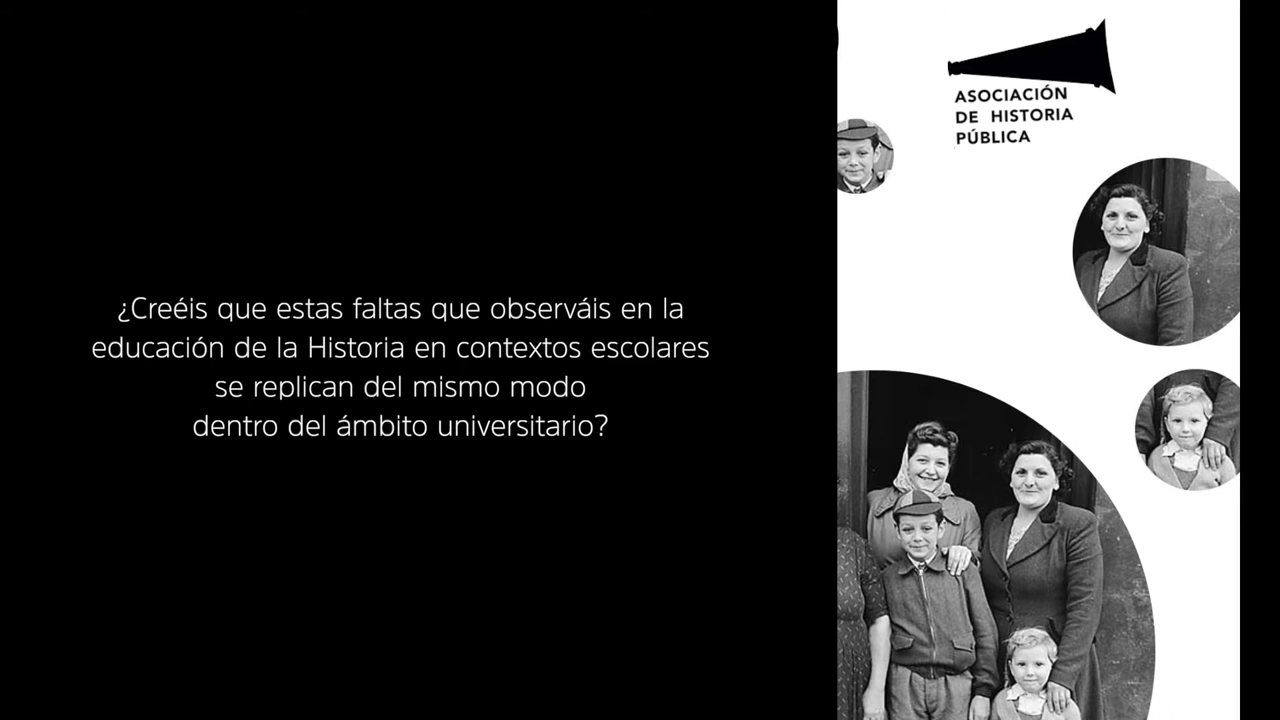 ¿Creéis que estas faltas que observáis en la
educación de la Historia en contextos escolares
se replican del mismo modo
dentro del ámbito universitario?
ASOCIACIÓN
DE HISTORIA
PÚBLICA